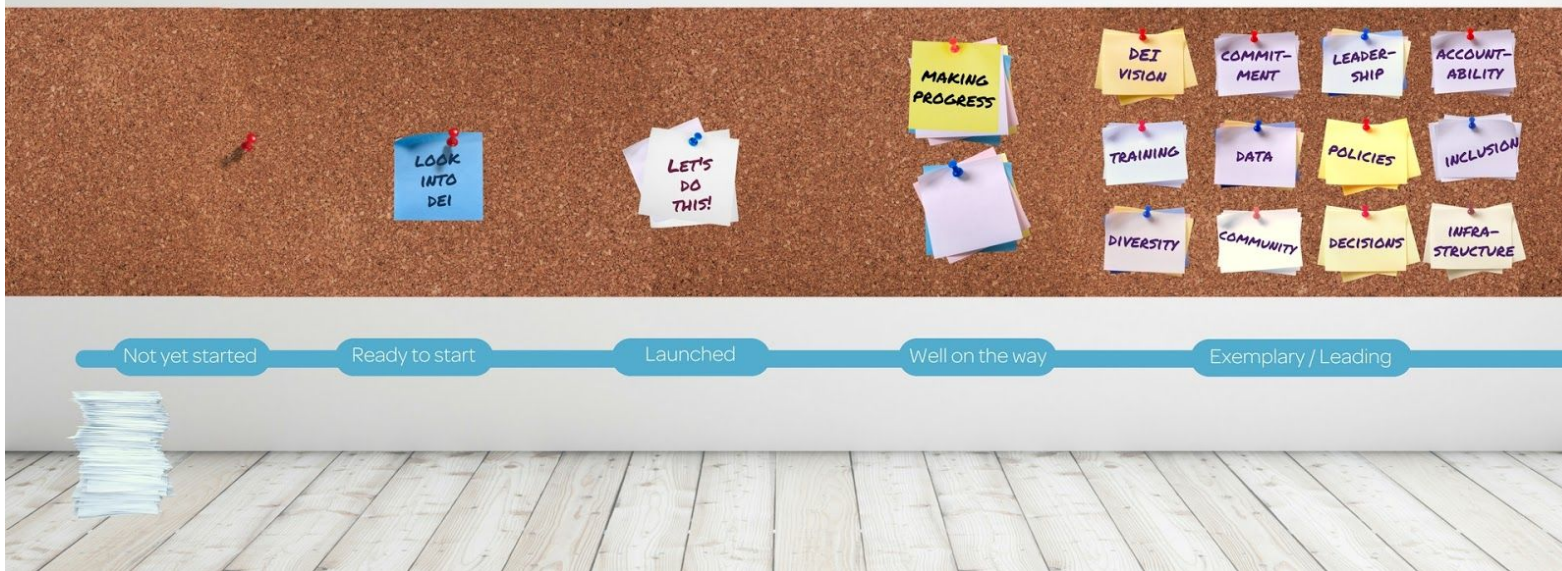 LOOK
INTO
DEI
LET'S
DO
THIS!
MAKING
PROGRESS
DEI
VISION
COMMIT-
MENT
LEADER-
SHIP
ACCOUNT-
ABILITY
TRAINING
DATA
POLICIES
INCLUSION
DIVERSITY
COMMUNITY
DECISIONS
INFRA-
STRUCTURE
Not yet started
Ready to start
Launched
Well on the way
Exemplary / Leading